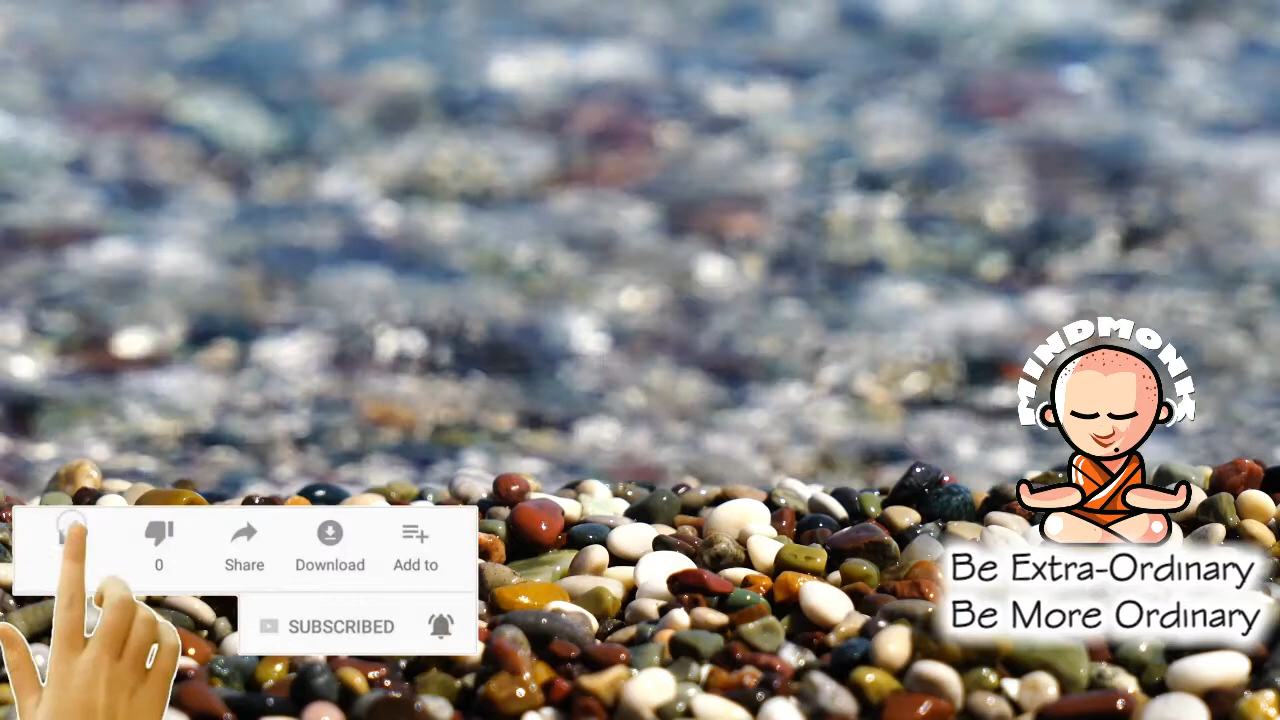 MINDMONK
0
Share
Download
Add to
SUBSCRIBED
Be Extra-Ordinary
Be More Ordinary